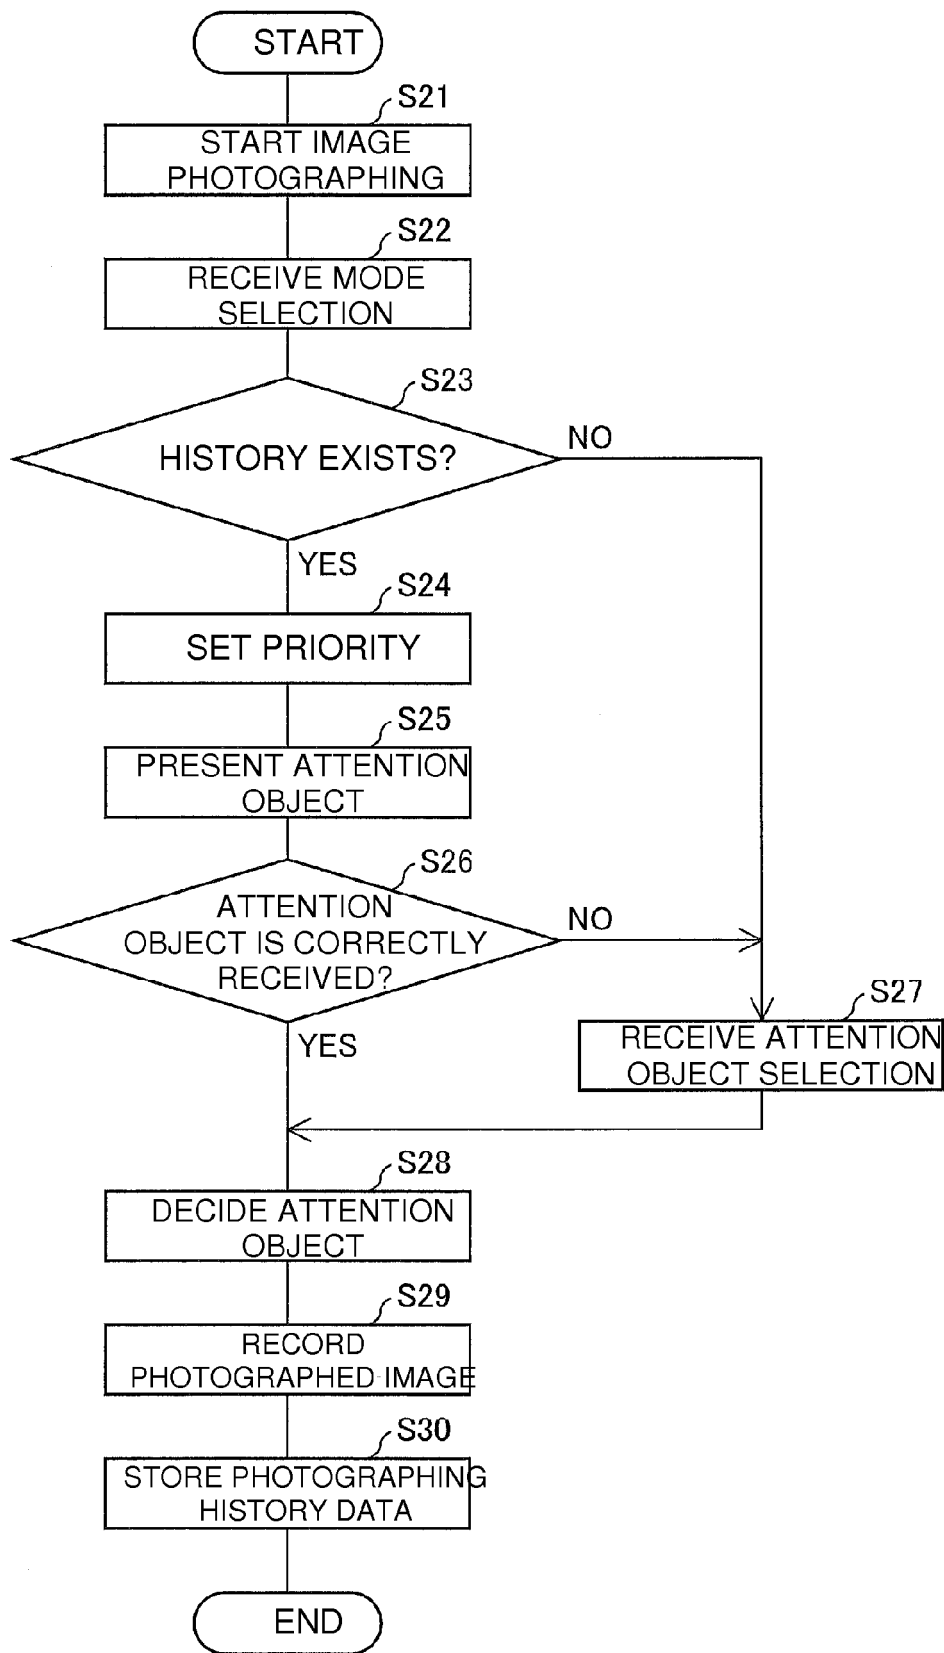 START
S21
START IMAGE
PHOTOGRAPHING
S22
RECEIVE MODE
SELECTION
S23
HISTORY EXISTS?
NO
YES
S24
SET PRIORITY
S25
PRESENT ATTENTION
OBJECT
S26
ATTENTION
OBJECT IS CORRECTLY
RECEIVED?
NO
YES
S27
RECEIVE ATTENTION
OBJECT SELECTION
S28
DECIDE ATTENTION
OBJECT
S29
RECORD
PHOTOGRAPHED IMAGE
S30
STORE PHOTOGRAPHING
HISTORY DATA
END